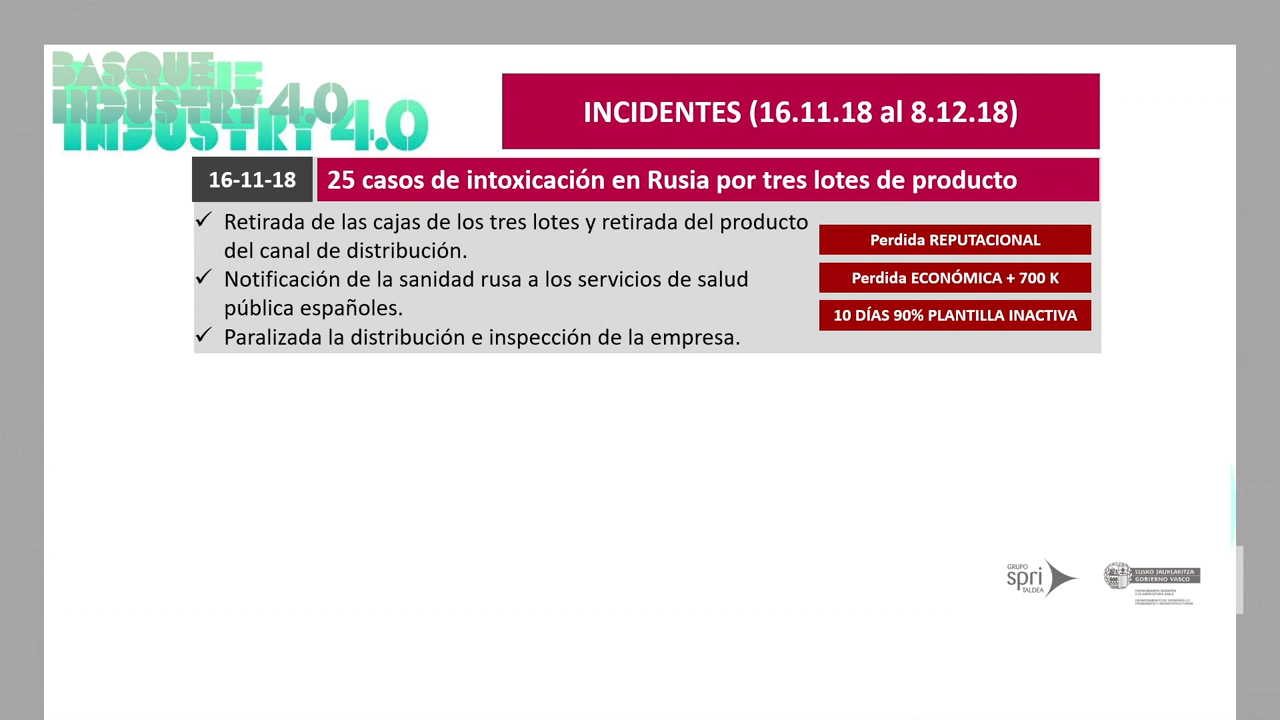 BASQUE
INDUSTRY 4.0
INDUSTRY 4.0
INCIDENTES (16.11.18 al 8.12.18)
16-11-18
25 casos de intoxicación en Rusia por tres lotes de producto
✓ Retirada de las cajas de los tres lotes y retirada del producto
del canal de distribución.
✓ Notificación de la sanidad rusa a los servicios de salud
pública españoles.
✓ Paralizada la distribución e inspección de la empresa.
Perdida REPUTACIONAL
Perdida ECONÓMICA + 700 K
10 DÍAS 90% PLANTILLA INACTIVA
GRUPO
spri
TALDEA
GOBIERNO VASCO